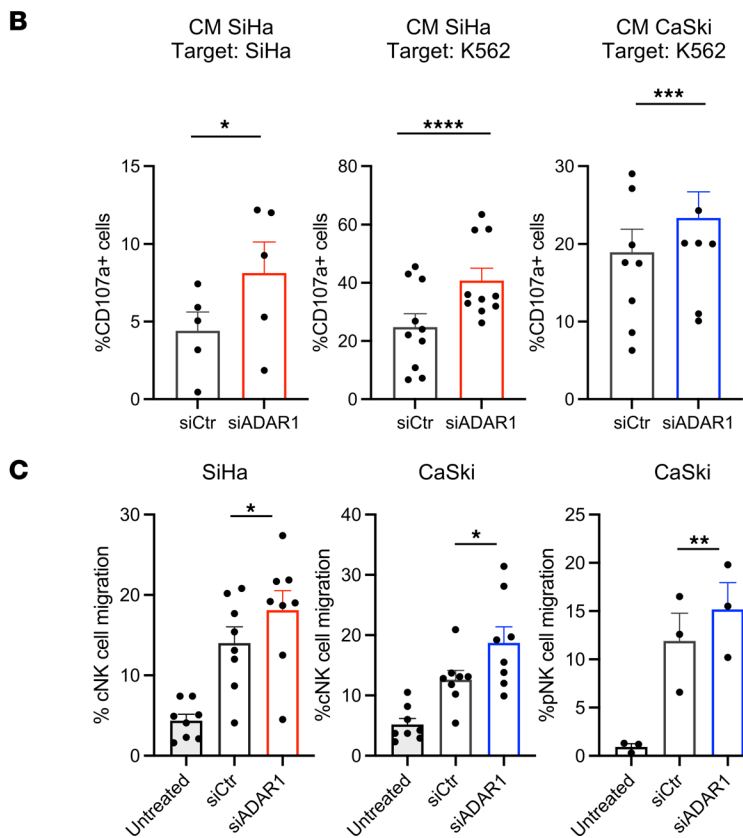 B
CM SiHa
Target: SiHa
CM SiHa
Target: K562
CM CaSki
Target: K562
*
****
***
%CD107a+ cells
15
10
5
0
siCtr siADAR1
%CD107a+ cells
80
60
40
20
0
siCtr siADAR1
%CD107a+ cells
30
20
10
0
siCtr siADAR1
C
SiHa
CaSki
CaSki
*
*
**
% cNK cell migration
30
20
10
0
Untreated
siCtr
siADAR1
%cNK cell migration
40
30
20
10
0
Untreated
siCtr
siADAR1
%pNK cell migration
25
20
15
10
5
0
Untreated
siCtr
siADAR1